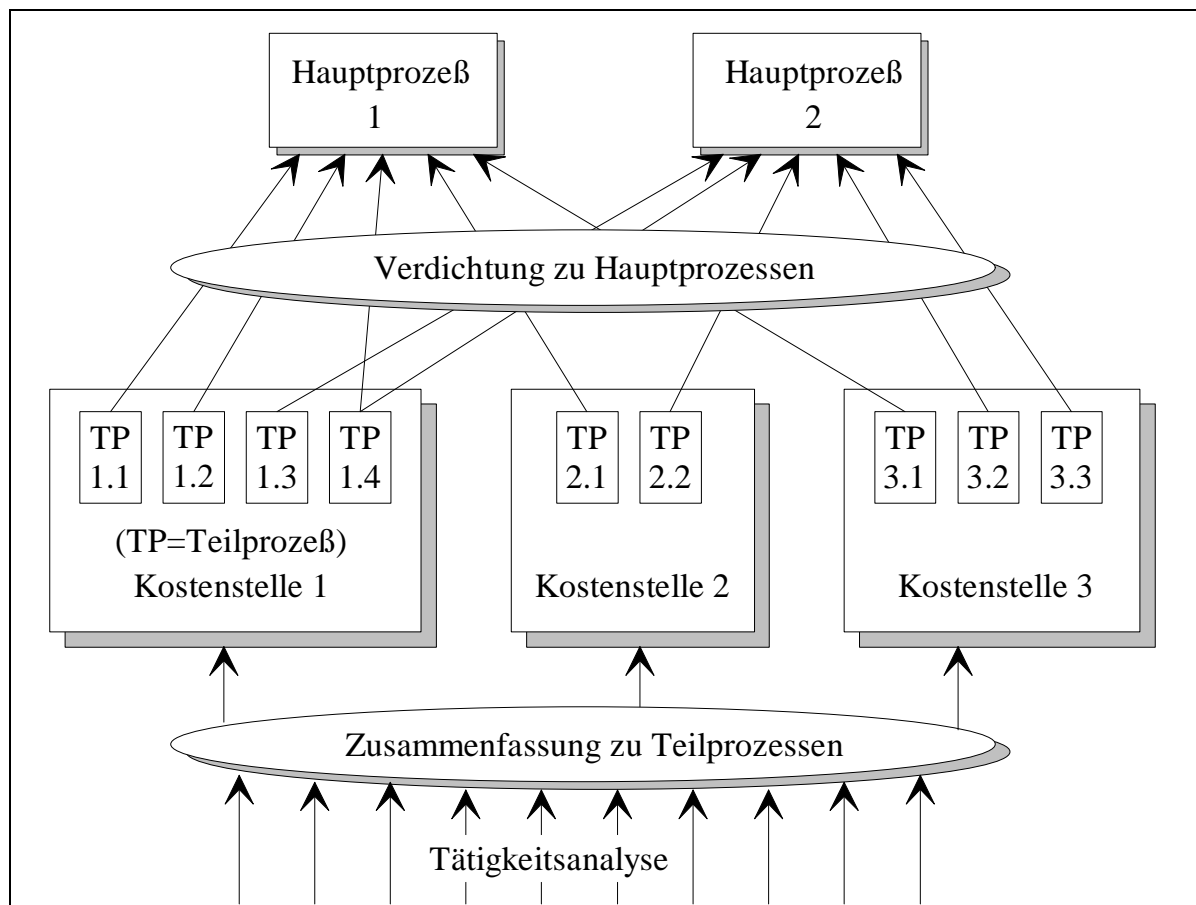 Hauptprozeß
1
Hauptprozeß
2
Verdichtung zu Hauptprozessen
TP
1.1
TP
1.2
TP
1.3
TP
1.4
(TP=Teilprozeß)
Kostenstelle 1
TP
2.1
TP
2.2
Kostenstelle 2
TP
3.1
TP
3.2
TP
3.3
Kostenstelle 3
Zusammenfassung zu Teilprozessen
Tätigkeitsanalyse